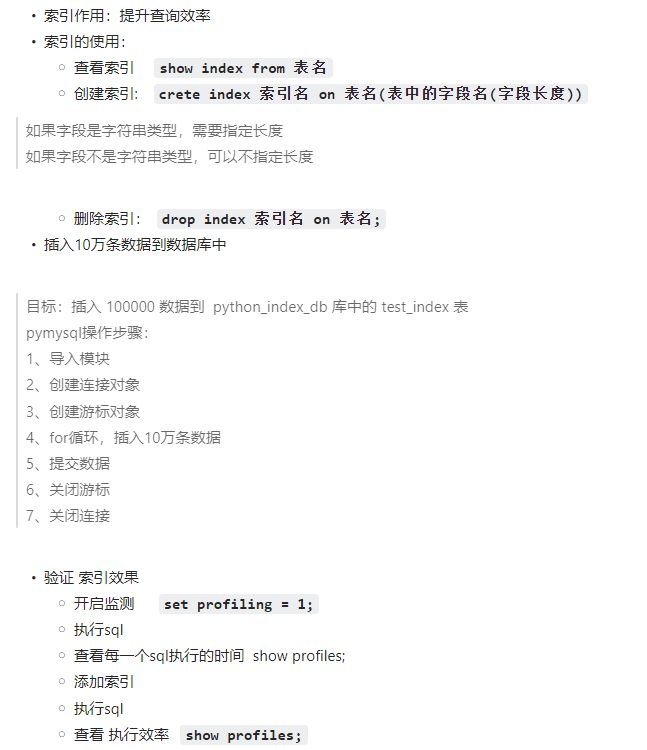 索引作用：提升查询效率
索引的使用：
查看索引 show index from 表名
创建索引: crete index 索引名 on 表名(表中的字段名(字段长度))
如果字段是字符串类型，需要指定长度
如果字段不是字符串类型，可以不指定长度
删除索引： drop index 索引名 on 表名;
插入10万条数据到数据库中
目标：插入 100000 数据到 python_index_db 库中的 test_index 表
pymysql操作步骤：
1、导入模块
2、创建连接对象
3、创建游标对象
4、for循环，插入10万条数据
5、提交数据
6、关闭游标
7、关闭连接
验证 索引效果
开启监测 set profiling = 1;
执行sql
查看每一个sql执行的时间 show profiles;
添加索引
执行sql
查看 执行效率 show profiles;